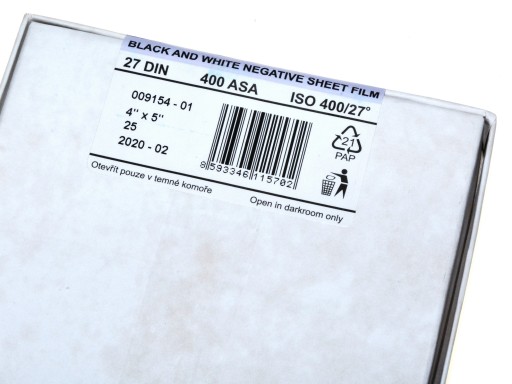 BLACK AND WHITE NEGATIVE SHEET FILM
27 DIN 400 ASA ISO 400/27°
009154 - 01
4" x 5"
25
2020 - 02
8 593346 115702
21
PAP
Otevřít pouze v temné komoře
Open in darkroom only